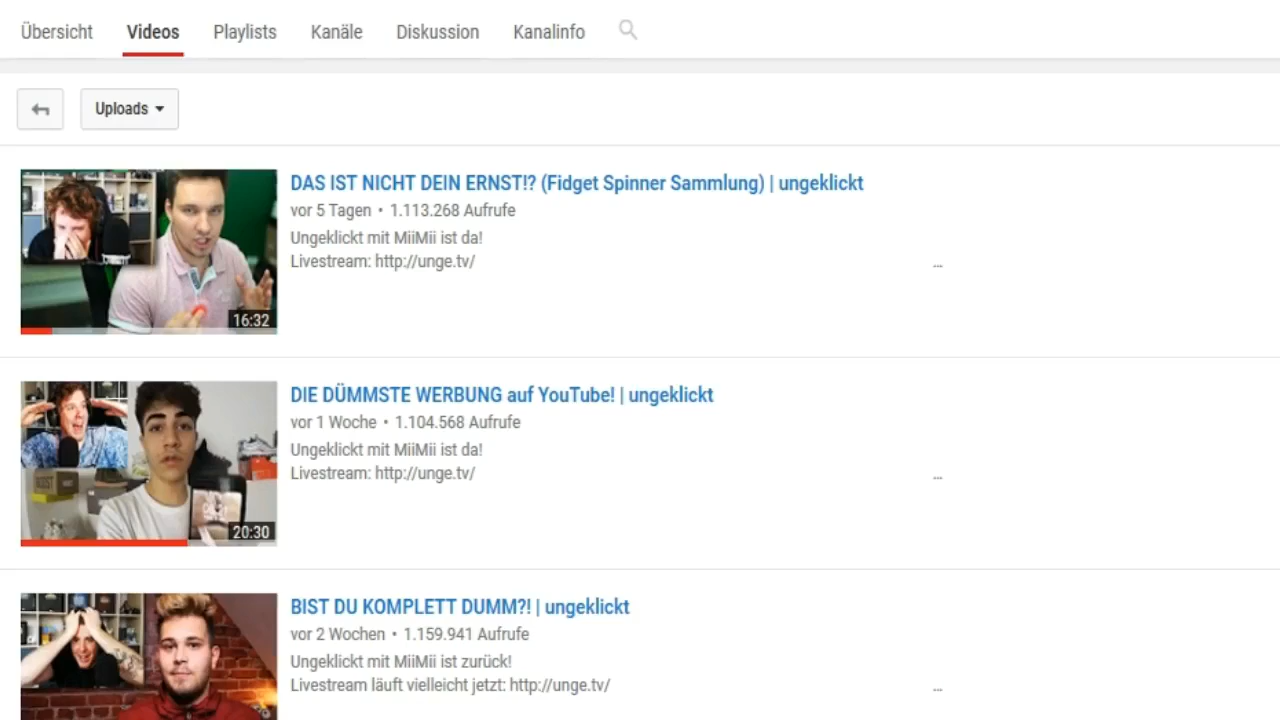 Übersicht Videos Playlists Kanäle Diskussion Kanalinfo
Uploads
DAS IST NICHT DEIN ERNST!? (Fidget Spinner Sammlung) | ungeklickt
vor 5 Tagen • 1.113.268 Aufrufe
Ungeklickt mit MiiMii ist da!
Livestream: http://unge.tv/
...
16:32
DIE DÜMMSTE WERBUNG auf YouTube! | ungeklickt
vor 1 Woche • 1.104.568 Aufrufe
Ungeklickt mit MiiMii ist da!
Livestream: http://unge.tv/
...
20:30
BIST DU KOMPLETT DUMM?! | ungeklickt
vor 2 Wochen • 1.159.941 Aufrufe
Ungeklickt mit MiiMii ist zurück!
Livestream läuft vielleicht jetzt: http://unge.tv/
...